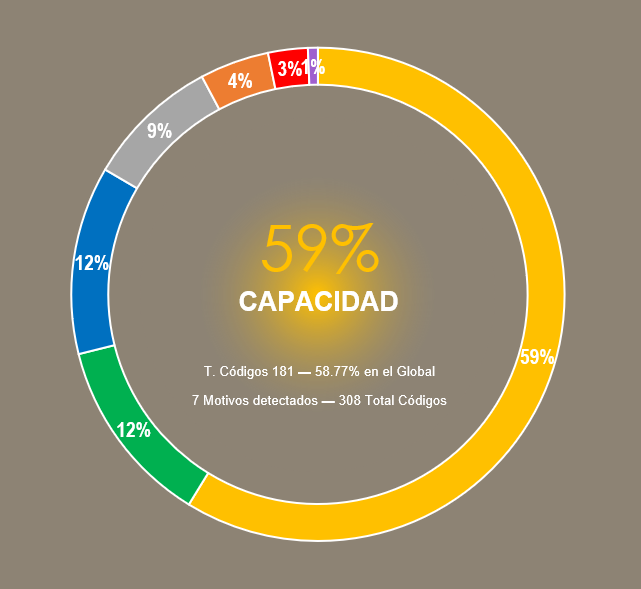 3%
1%
4%
9%
59%
12%
CAPACIDAD
59%
T. Códigos 181 — 58.77% en el Global
7 Motivos detectados — 308 Total Códigos
12%